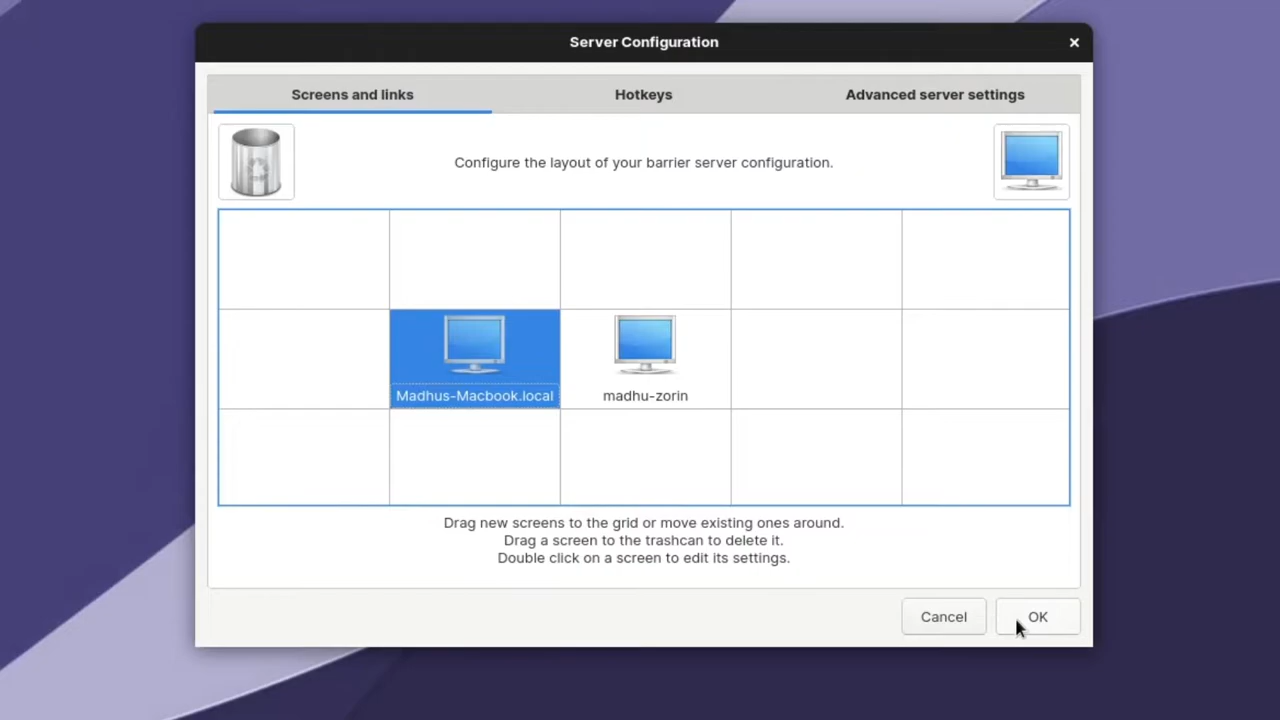 Server Configuration
Screens and links
Hotkeys
Advanced server settings
Configure the layout of your barrier server configuration.
Madhus-Macbook.local
madhu-zorin
Drag new screens to the grid or move existing ones around.
Drag a screen to the trashcan to delete it.
Double click on a screen to edit its settings.
Cancel
OK